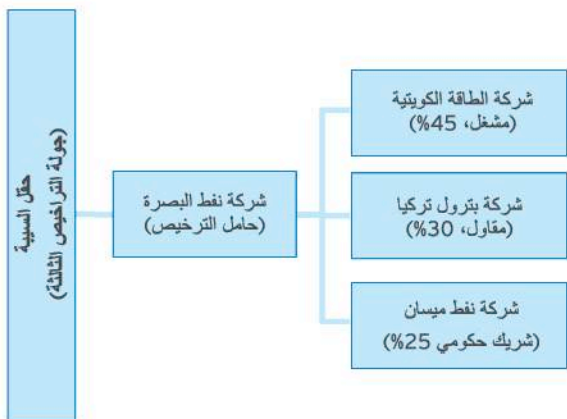 حقل السيبة
(جولة التراخيص الثالثة)
شركة نفط البصرة
(حامل الترخيص)
شركة الطاقة الكويتية
(مشغل، 45%)
شركة بترول تركيا
(مقاول، 30%)
شركة نفط ميسان
(شريك حكومي 25%)